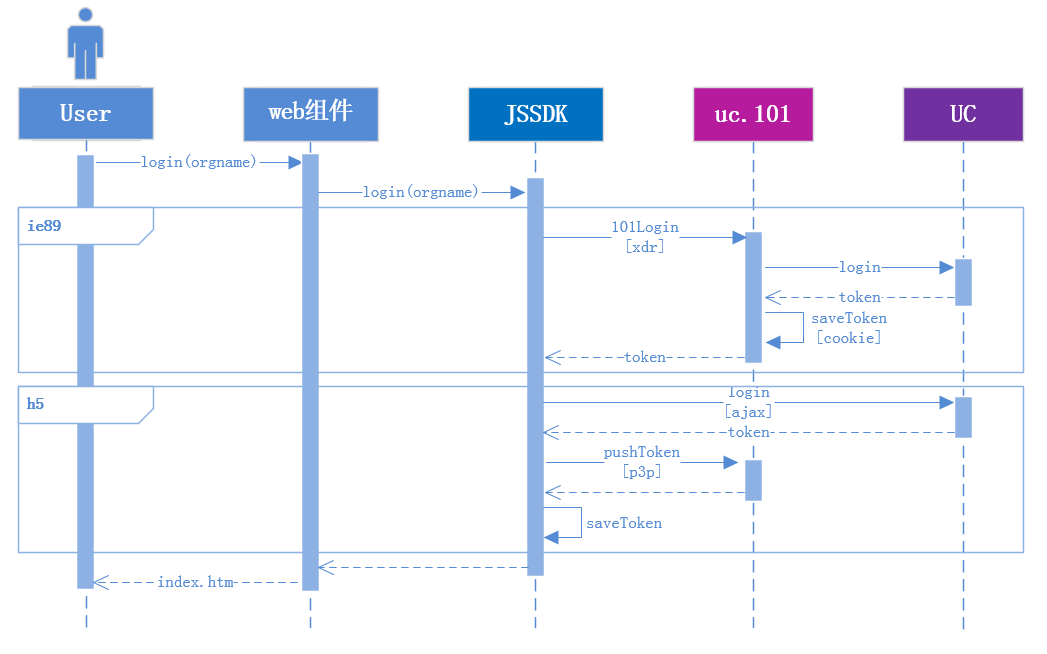 User
web组件
JSSDK
uc.101
UC
login(orgname)
login(orgname)
ie89
101Login
[xdr]
login
token
saveToken
[cookie]
token
h5
login
[ajax]
token
pushToken
[p3p]
saveToken
index.htm